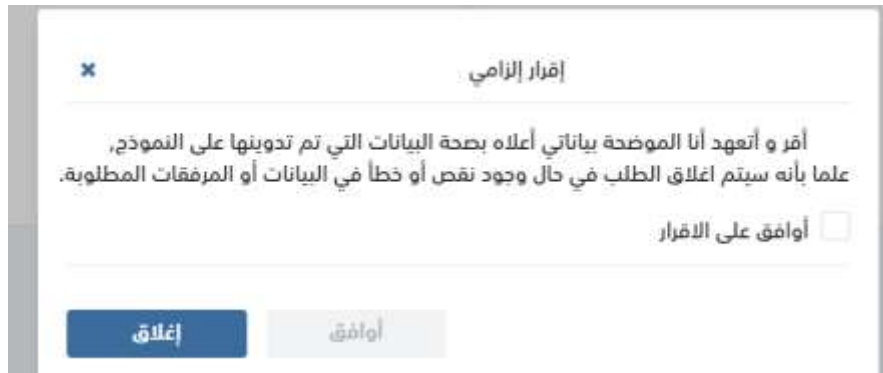 إقرار إلزامي
أقر و أتعهد أنا الموضحة بياناتي أعلاه بصحة البيانات التي تم تدوينها على النموذج,
علما بأنه سيتم اغلاق الطلب في حال وجود نقص أو خطأ في البيانات أو المرفقات المطلوبة.
أوافق على الاقرار
أوافق
إغلاق